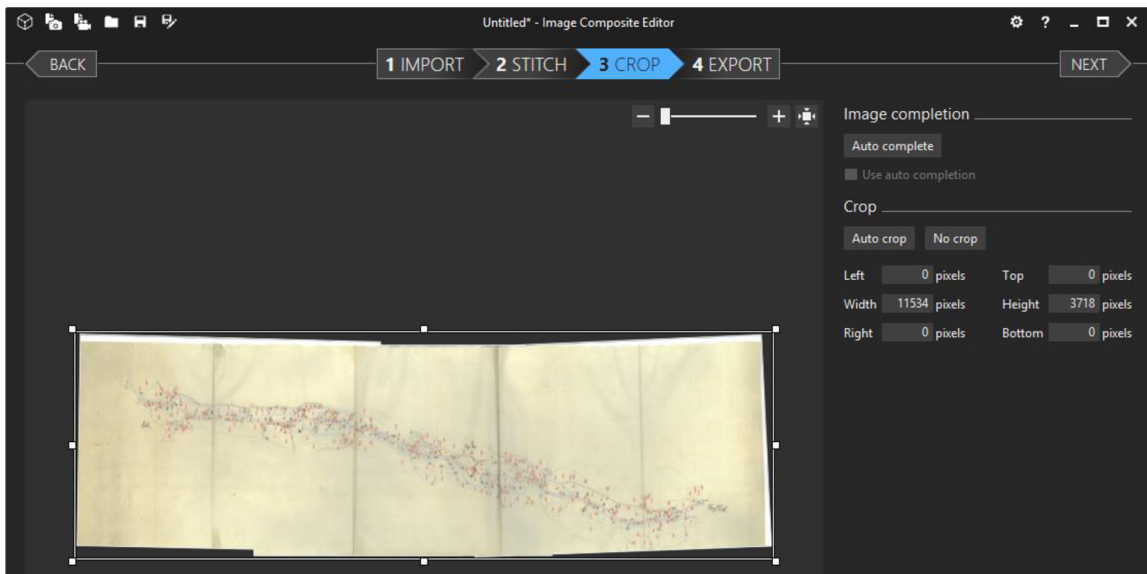 Untitled* - Image Composite Editor
?
BACK
1 IMPORT
2 STITCH
3 CROP
4 EXPORT
NEXT
Image completion
Auto complete
Use auto completion
Crop
Auto crop No crop
Left 0 pixels Top 0 pixels
Width 11534 pixels Height 3718 pixels
Right 0 pixels Bottom 0 pixels